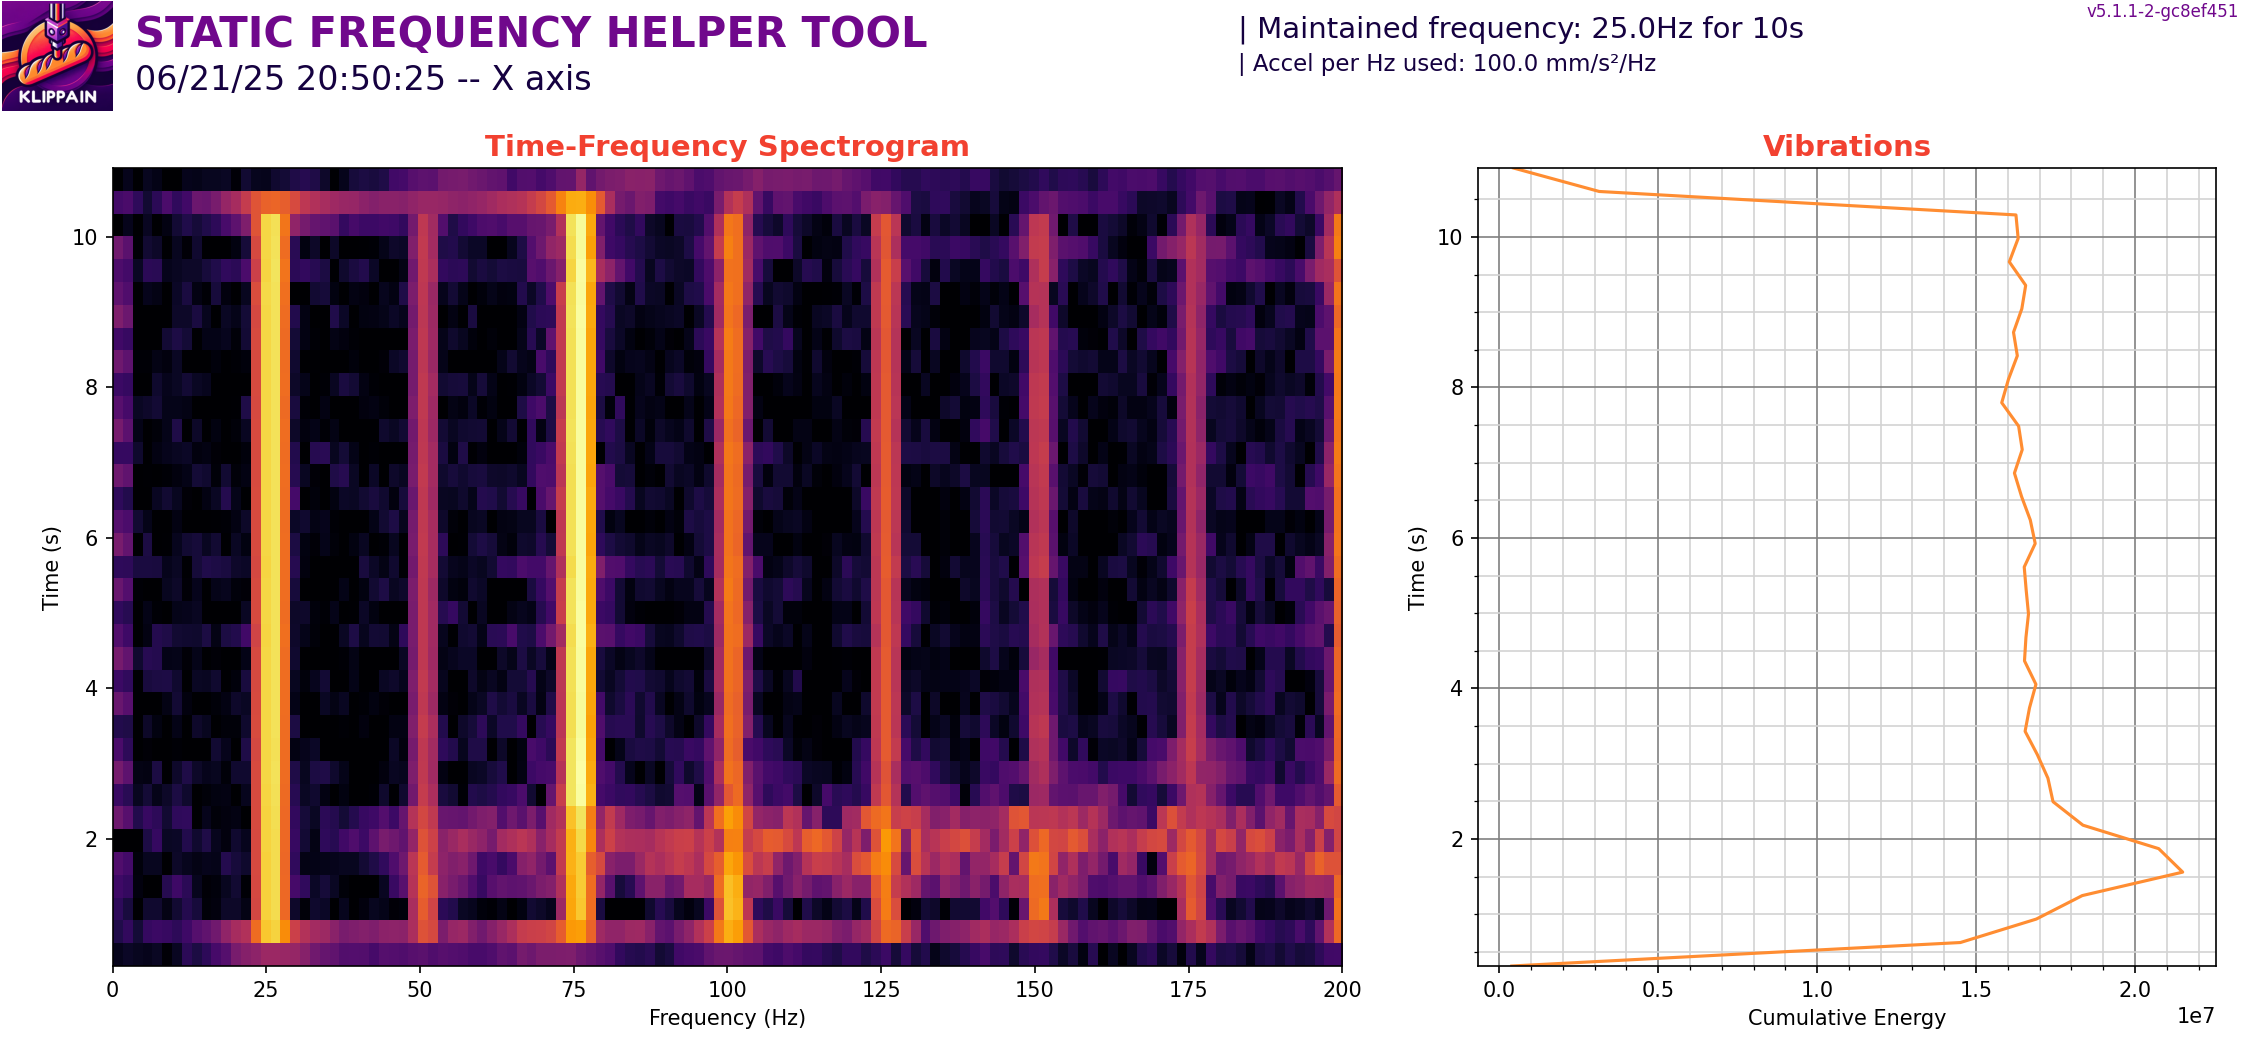 KLIPPAIN
STATIC FREQUENCY HELPER TOOL
06/21/25 20:50:25 -- X axis
| Maintained frequency: 25.0Hz for 10s
| Accel per Hz used: 100.0 mm/s²/Hz
v5.1.1-2-gc8ef451
Time-Frequency Spectrogram
10
8
6
4
2
Time (s)
0 25 50 75 100 125 150 175 200
Frequency (Hz)
Vibrations
10
8
6
4
2
Time (s)
0.0 0.5 1.0 1.5 2.0
1e7
Cumulative Energy